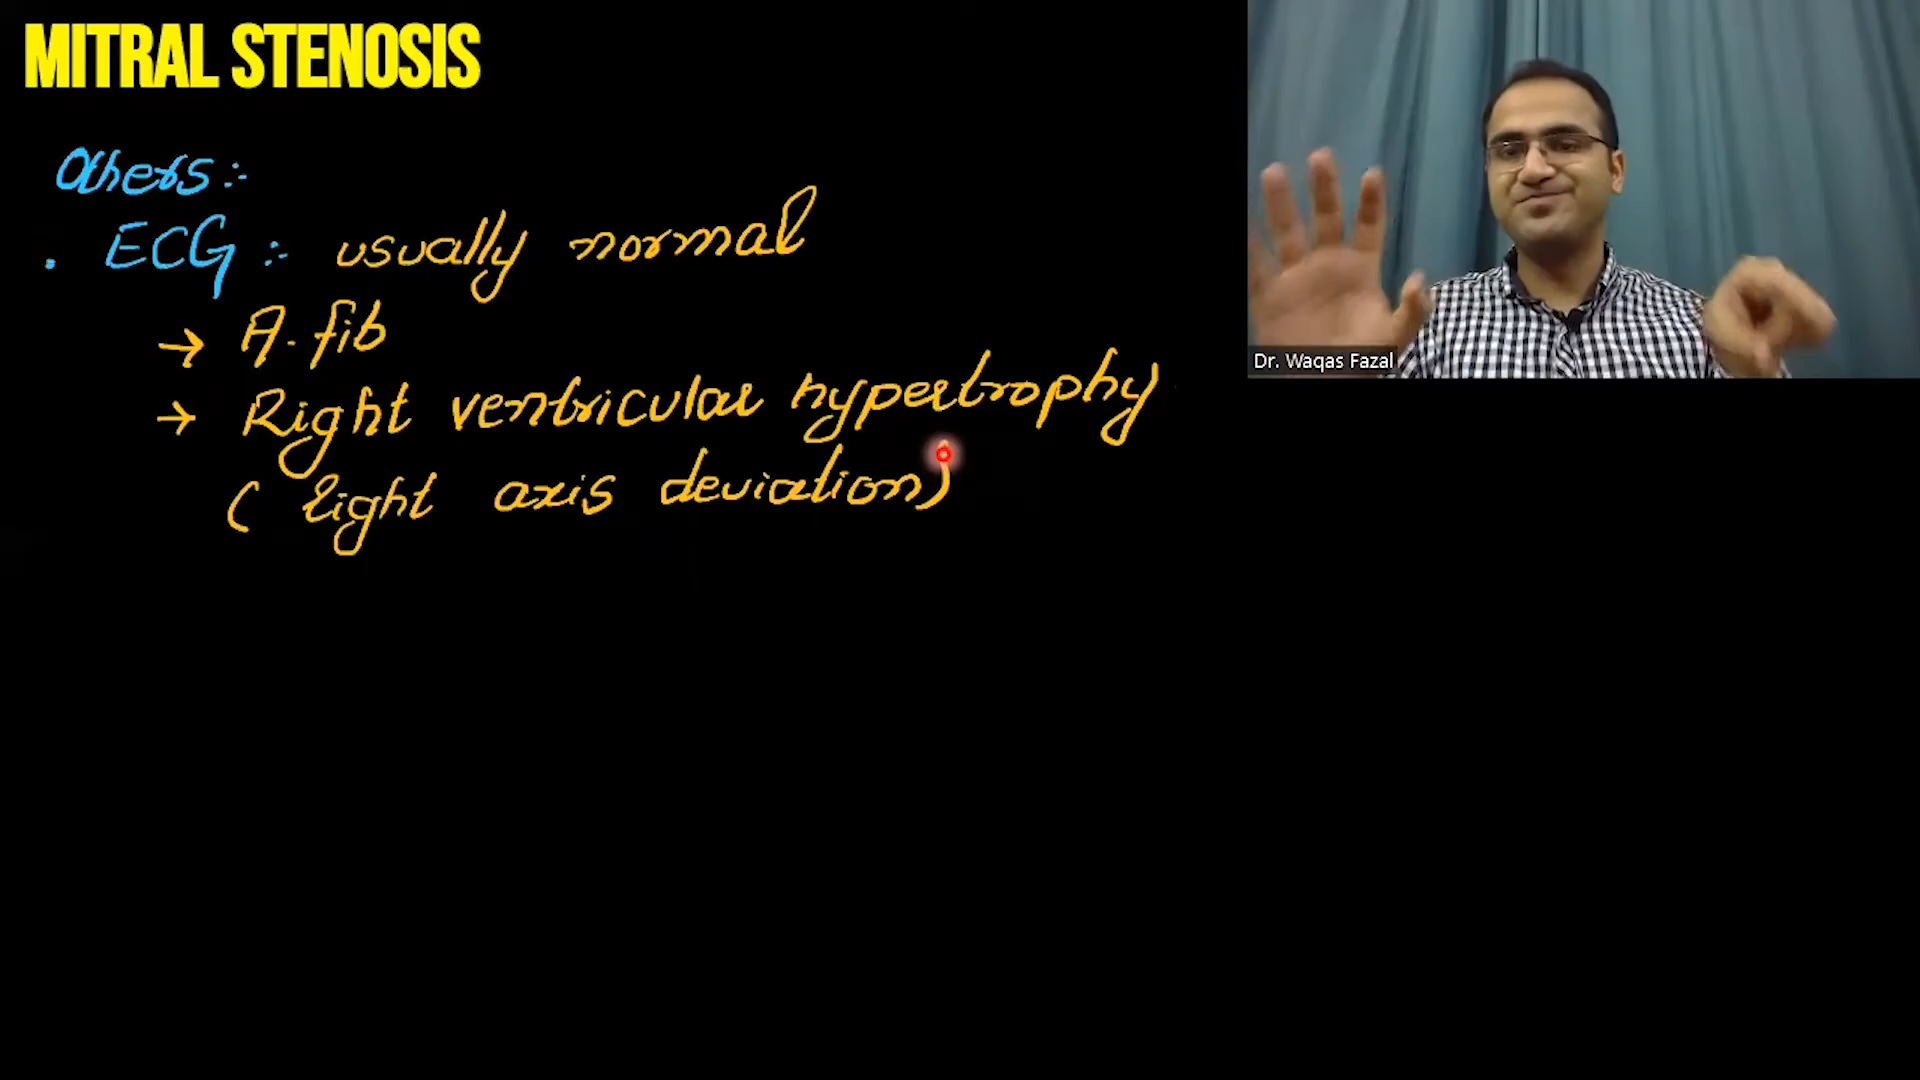 MITRAL STENOSIS
Others :-
. ECG :- usually normal
→ A. fib
→ Right ventricular hypertrophy
( right axis deviation)
Dr. Waqas Fazal